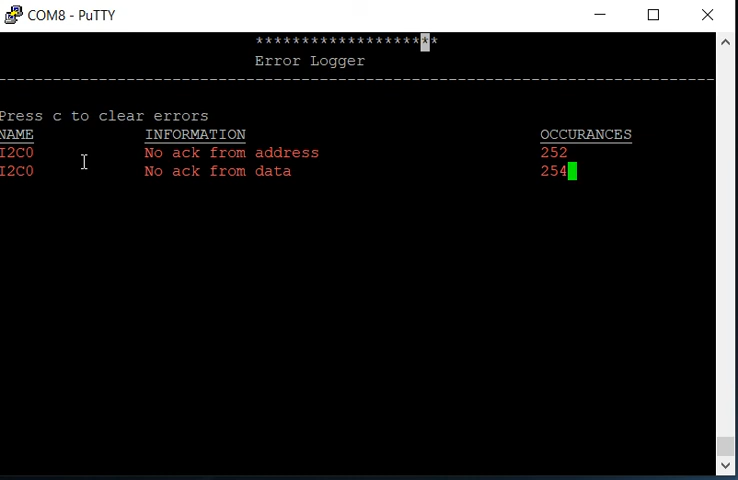 COM8 - PuTTY
********************
Error Logger
------------------------------------------------------------------------------
Press c to clear errors
NAME INFORMATION OCCURANCES
I2C0 No ack from address 252
I2C0 No ack from data 254